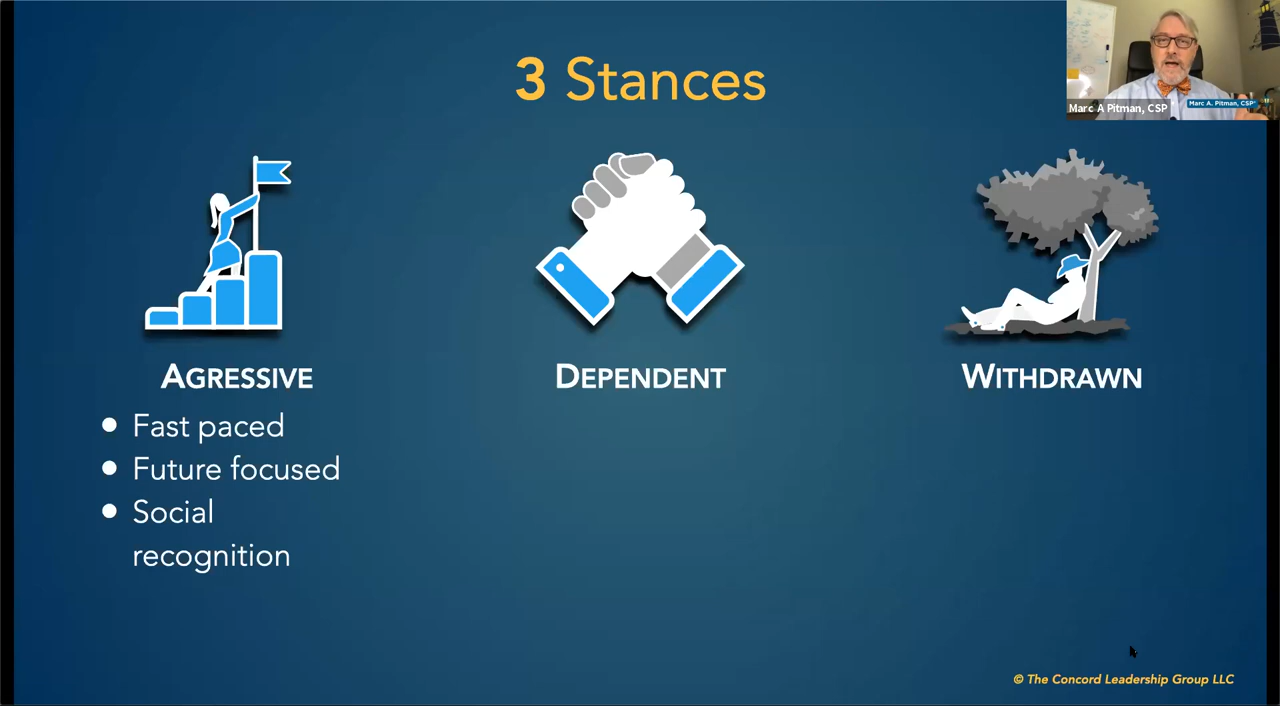 3 Stances
Marc A Pitman, CSP
Marc A. Pitman, CSP
AGRESSIVE
DEPENDENT
WITHDRAWN
Fast paced
Future focused
Social
recognition
© The Concord Leadership Group LLC